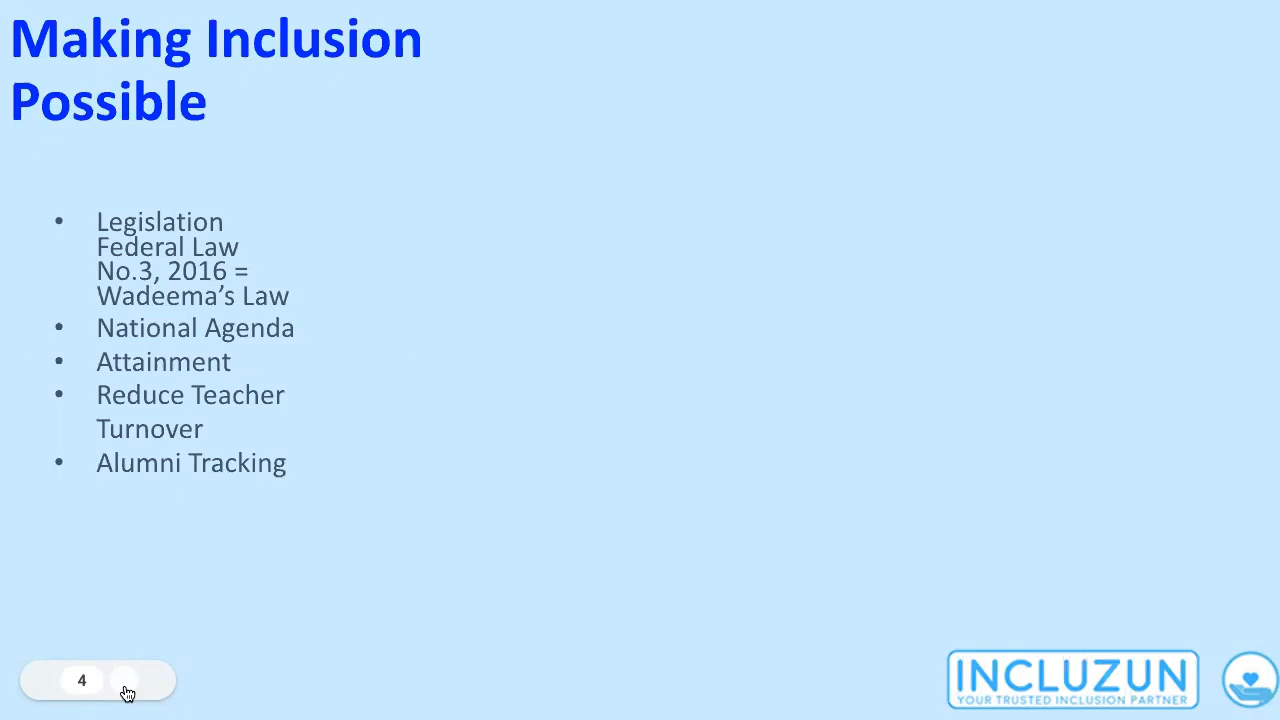 Making Inclusion
Possible
• Legislation
Federal Law
No.3, 2016 =
Wadeema’s Law
• National Agenda
• Attainment
• Reduce Teacher
Turnover
• Alumni Tracking
4
INCLUZUN
YOUR TRUSTED INCLUSION PARTNER